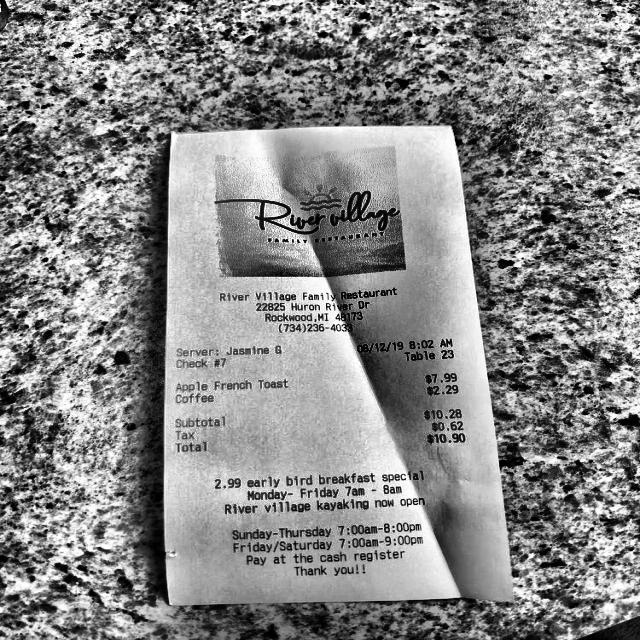 River village
FAMILY RESTAURANT
River Village Family Restaurant
22825 Huron River Dr
Rockwood,MI 48173
(734)236-4033
Server: Jasmine G 08/12/19 8:02 AM
Check #7 Table 23
Apple French Toast $7.99
Coffee $2.29
Subtotal $10.28
Tax $0.62
Total $10.90
2.99 early bird breakfast special
Monday- Friday 7am - 8am
River village kayaking now open
Sunday-Thursday 7:00am-8:00pm
Friday/Saturday 7:00am-9:00pm
Pay at the cash register
Thank you!!